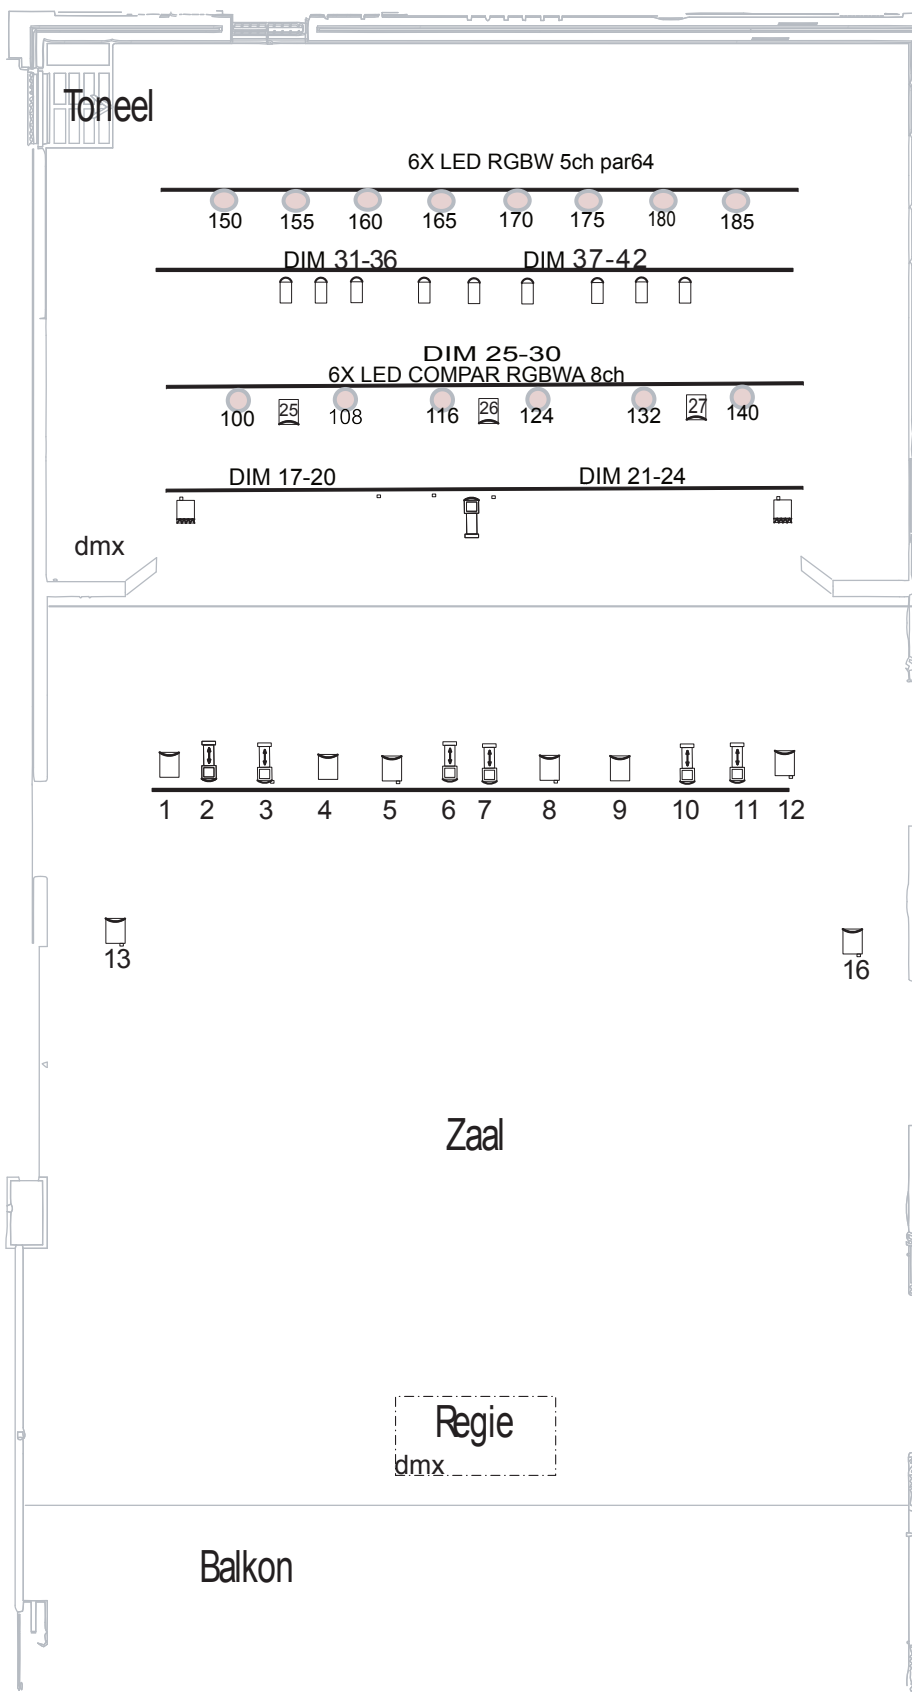 Toneel
6X LED RGBW 5ch par64
150 155 160 165 170 175 180 185
DIM 31-36 DIM 37-42
DIM 25-30
6X LED COMPAR RGBWA 8ch
100 25 108 116 26 124 132 27 140
DIM 17-20 DIM 21-24
dmx
1 2 3 4 5 6 7 8 9 10 11 12
13 16
Zaal
Regie
dmx
Balkon